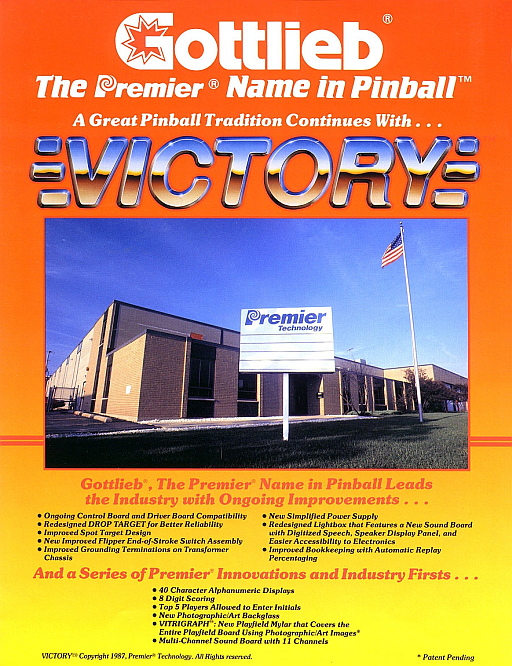 Gottlieb®
The Premier® Name in Pinball™
A Great Pinball Tradition Continues With . . .
VICTORY
Premier
Technology
Gottlieb®, The Premier® Name in Pinball Leads
the Industry with Ongoing Improvements . . .
• Ongoing Control Board and Driver Board Compatibility
• Redesigned DROP TARGET for Better Reliability
• Improved Spot Target Design
• New Improved Flipper End-of-Stroke Switch Assembly
• Improved Grounding Terminations on Transformer
Chassis
• New Simplified Power Supply
• Redesigned Lightbox that Features a New Sound Board
with Digitized Speech, Speaker Display Panel, and
Easier Accessibility to Electronics
• Improved Bookkeeping with Automatic Replay
Percentaging
And a Series of Premier® Innovations and Industry Firsts . . .
• 40 Character Alphanumeric Displays
• 8 Digit Scoring
• Top 5 Players Allowed to Enter Initials
• New Photographic/Art Backglass
• VITRIGRAPH™: New Playfield Mylar that Covers the
Entire Playfield Board Using Photographic/Art Images*
• Multi-Channel Sound Board with 11 Channels
VICTORY™ Copyright 1987, Premier® Technology. All Rights reserved.
* Patent Pending